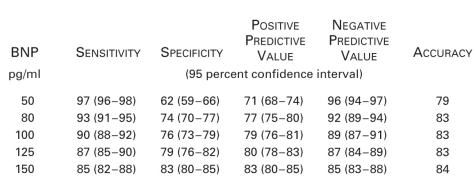 POSITIVE NEGATIVE
PREDICTIVE PREDICTIVE
BNP SENSITIVITY SPECIFICITY VALUE VALUE ACCURACY
pg/ml (95 percent confidence interval)
50 97 (96–98) 62 (59–66) 71 (68–74) 96 (94–97) 79
80 93 (91–95) 74 (70–77) 77 (75–80) 92 (89–94) 83
100 90 (88–92) 76 (73–79) 79 (76–81) 89 (87–91) 83
125 87 (85–90) 79 (76–82) 80 (78–83) 87 (84–89) 83
150 85 (82–88) 83 (80–85) 83 (80–85) 85 (83–88) 84